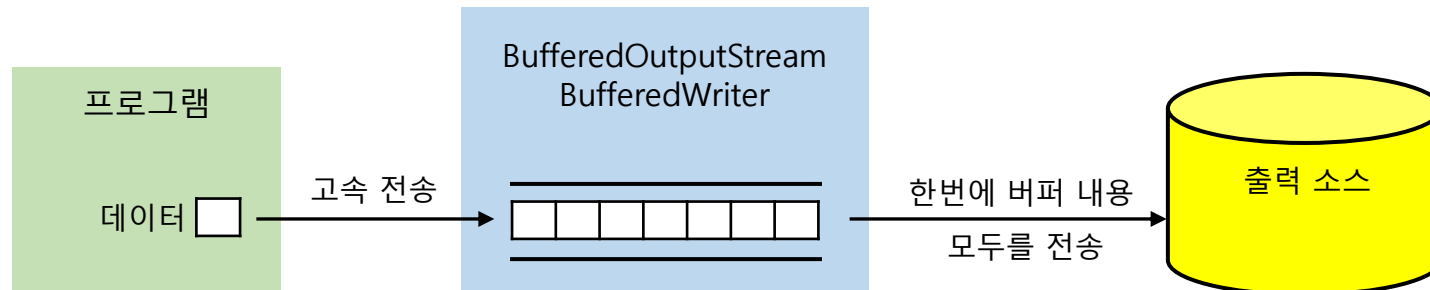 프로그램
데이터
고속 전송
BufferedOutputStream
BufferedWriter
한번에 버퍼 내용
모두를 전송
출력 소스